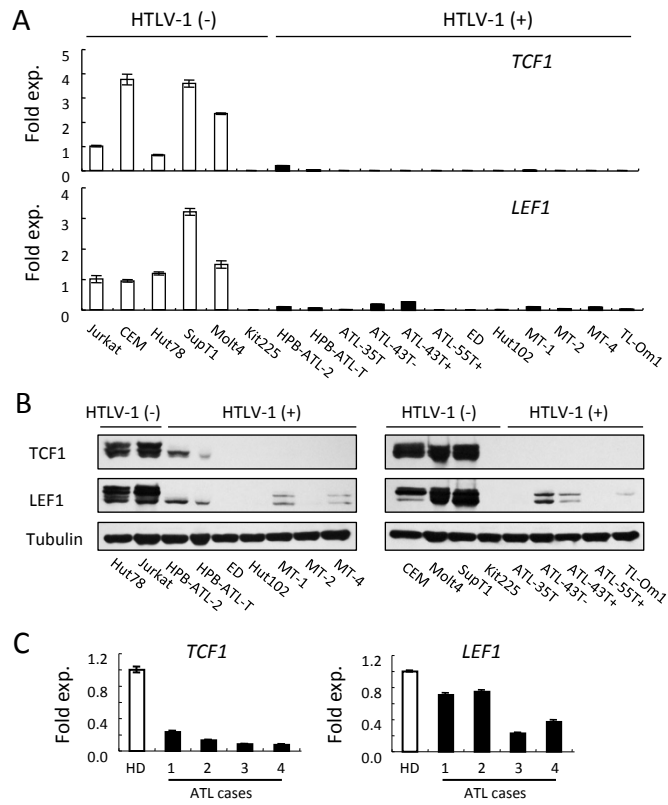 A
HTLV-1 (-)
HTLV-1 (+)
TCF1
Fold exp.
5
4
3
2
1
0
LEF1
Fold exp.
4
3
2
1
0
Jurkat
CEM
Hut78
SupT1
Molt4
Kit225
HPB-ATL-2
HPB-ATL-T
ATL-35T
ATL-43T-
ATL-43T+
ATL-55T+
ED
Hut102
MT-1
MT-2
MT-4
TL-Om1
B
HTLV-1 (-)
HTLV-1 (+)
HTLV-1 (-)
HTLV-1 (+)
TCF1
LEF1
Tubulin
Hut78
Jurkat
HPB-ATL-2
HPB-ATL-T
ED
Hut102
MT-1
MT-2
MT-4
CEM
Molt4
SupT1
Kit225
ATL-35T
ATL-43T-
ATL-43T+
ATL-55T+
TL-Om1
C
TCF1
Fold exp.
1.2
0.8
0.4
0.0
HD
1
2
3
4
ATL cases
LEF1
Fold exp.
1.2
0.8
0.4
0.0
HD
1
2
3
4
ATL cases